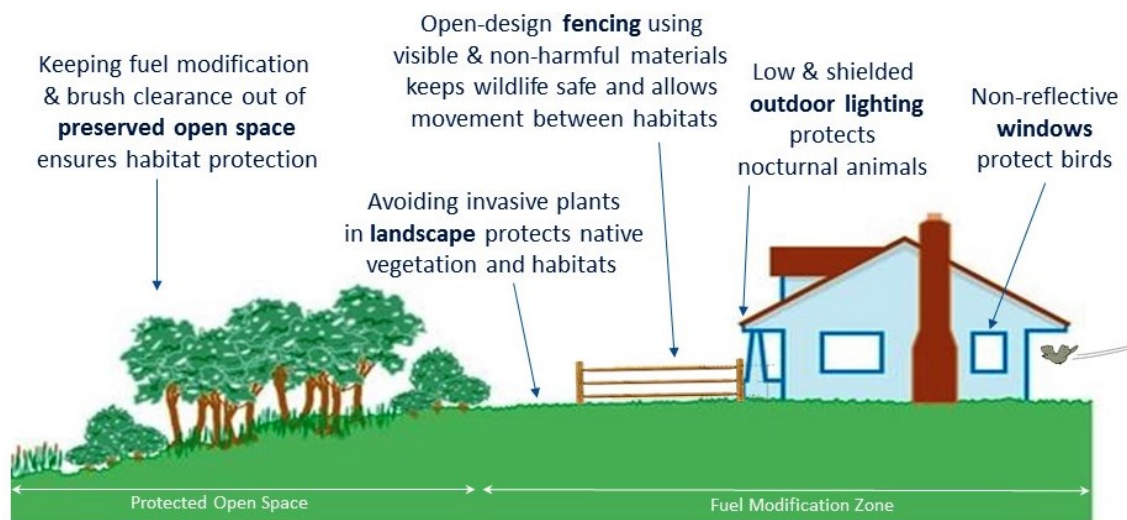 Keeping fuel modification
& brush clearance out of
preserved open space
ensures habitat protection
Open-design fencing using
visible & non-harmful materials
keeps wildlife safe and allows
movement between habitats
Low & shielded
outdoor lighting
protects
nocturnal animals
Non-reflective
windows
protect birds
Avoiding invasive plants
in landscape protects native
vegetation and habitats
Protected Open Space
Fuel Modification Zone